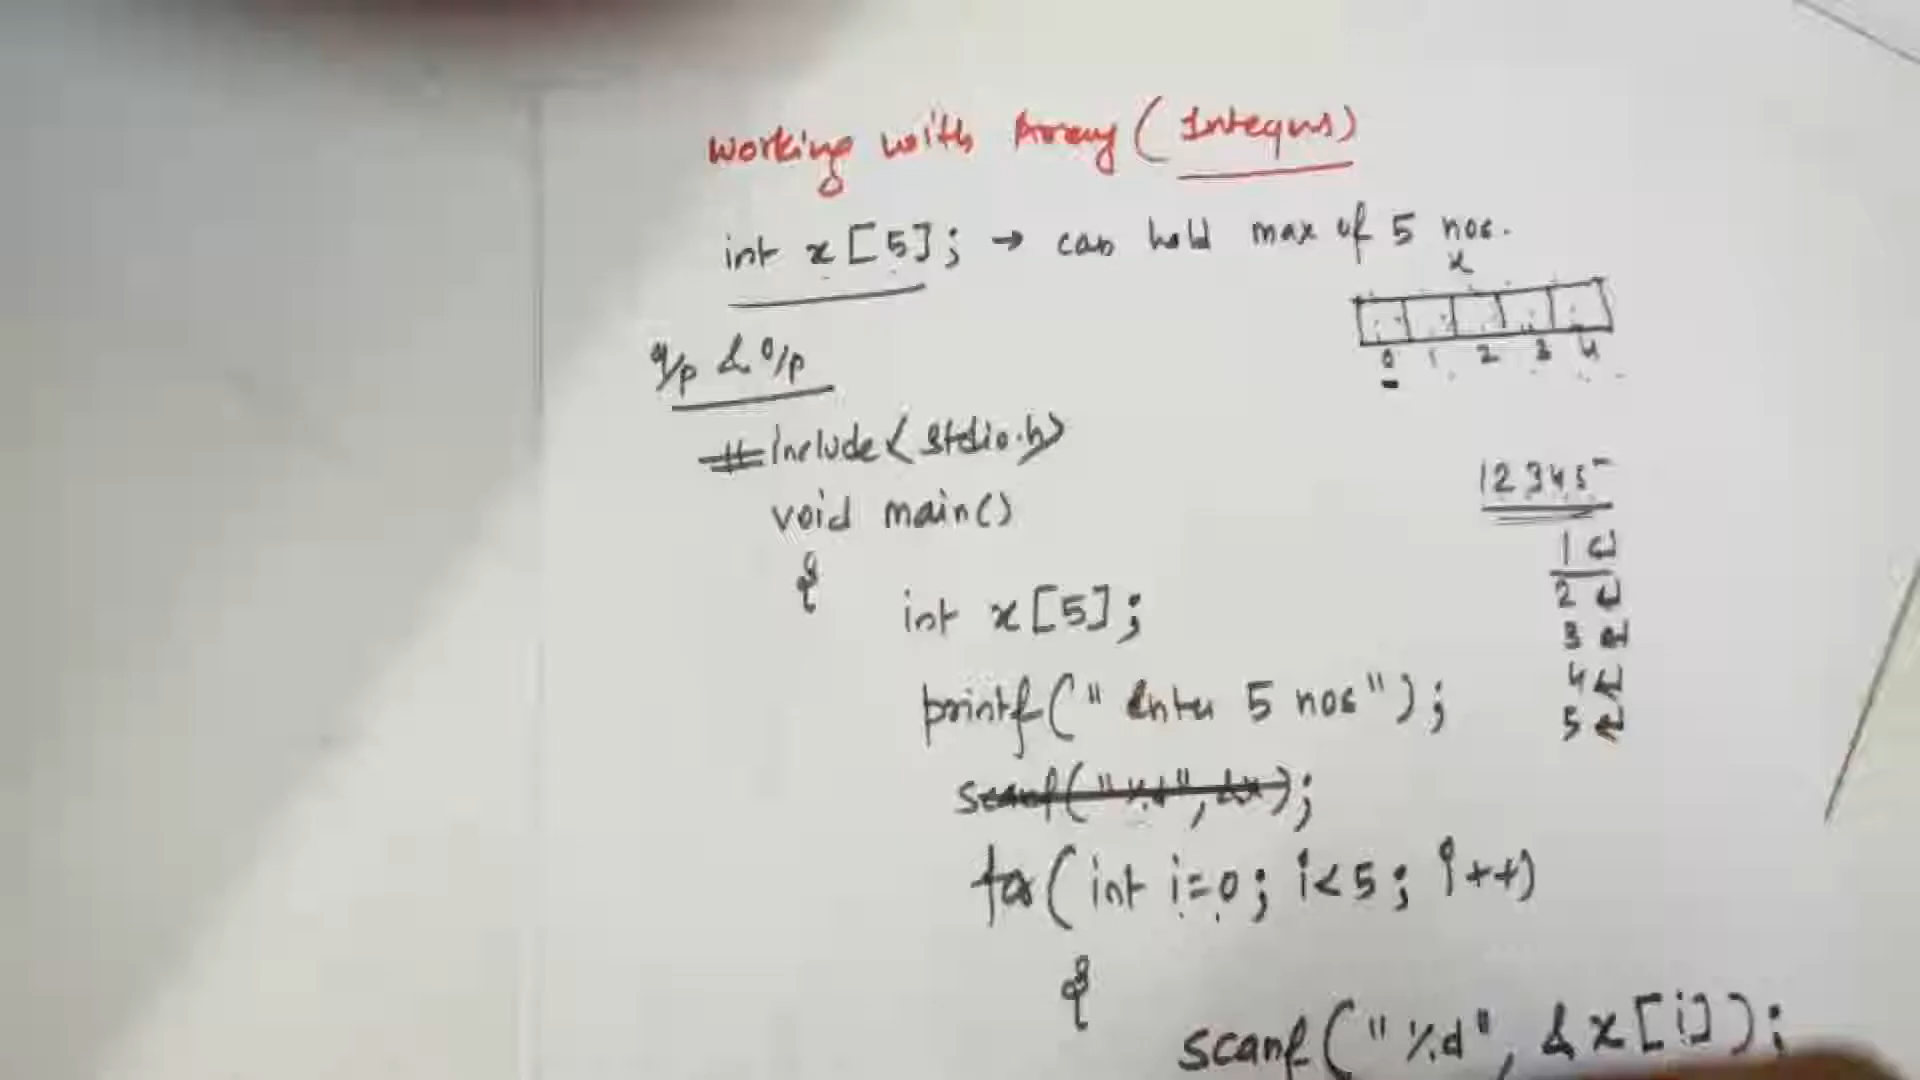 Working with Array (Integers)
int x[5]; → can hold max of 5 nos.
x
0 1 2 3 4
I/p & O/p
#include<stdio.h>
void main()
{
int x[5];
printf("Enter 5 nos");
scanf("%d", &x);
for(int i=0; i<5; i++)
{
scanf("%d", &x[i]);
12345
1 ↵
2 ↵
3 ↵
4 ↵
5 ↵